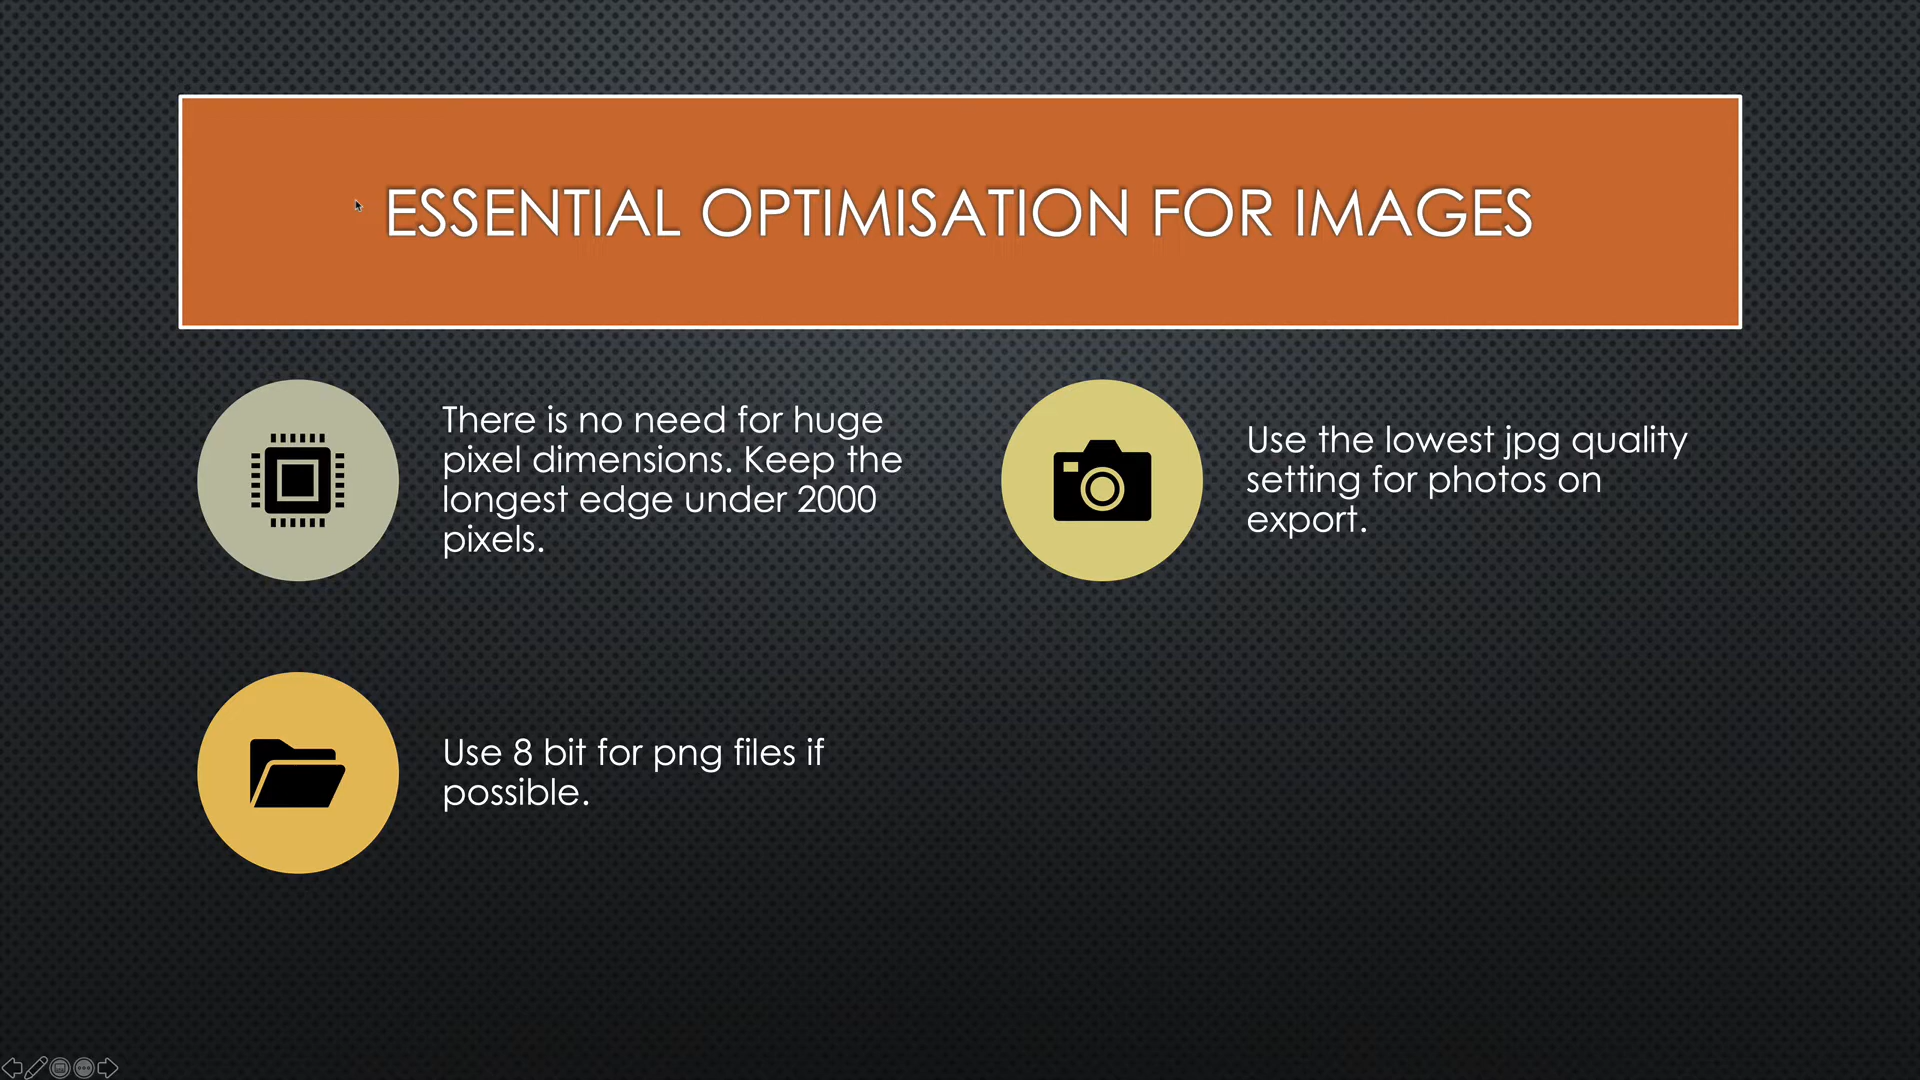 ESSENTIAL OPTIMISATION FOR IMAGES
There is no need for huge
pixel dimensions. Keep the
longest edge under 2000
pixels.
Use the lowest jpg quality
setting for photos on
export.
Use 8 bit for png files if
possible.